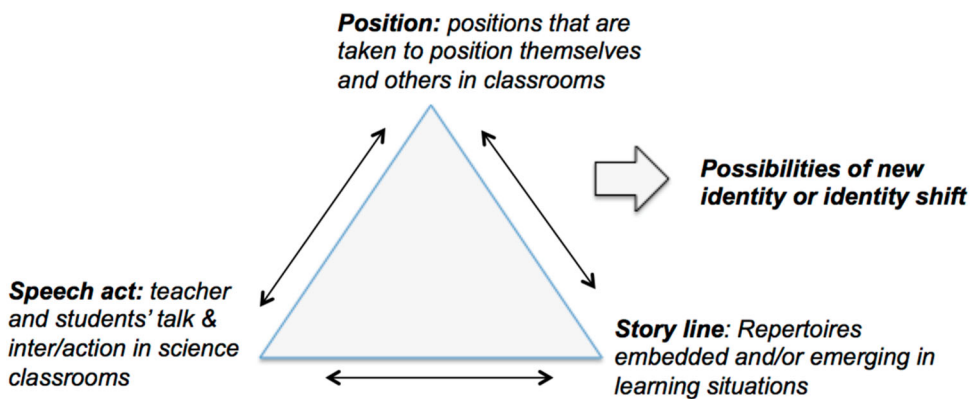 Position: positions that are
taken to position themselves
and others in classrooms
Possibilities of new
identity or identity shift
Speech act: teacher
and students’ talk &
inter/action in science
classrooms
Story line: Repertoires
embedded and/or emerging in
learning situations